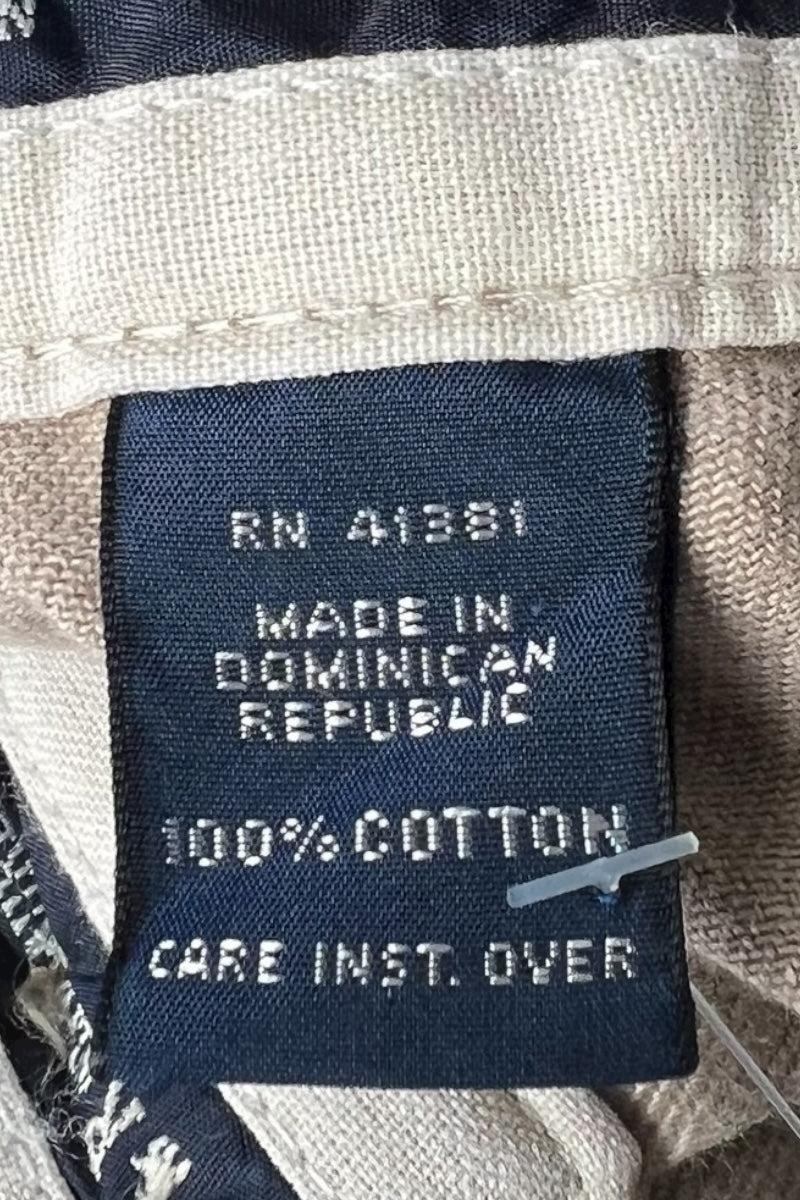 RN 41381
MADE IN
DOMINICAN
REPUBLIC
100% COTTON
CARE INST. OVER